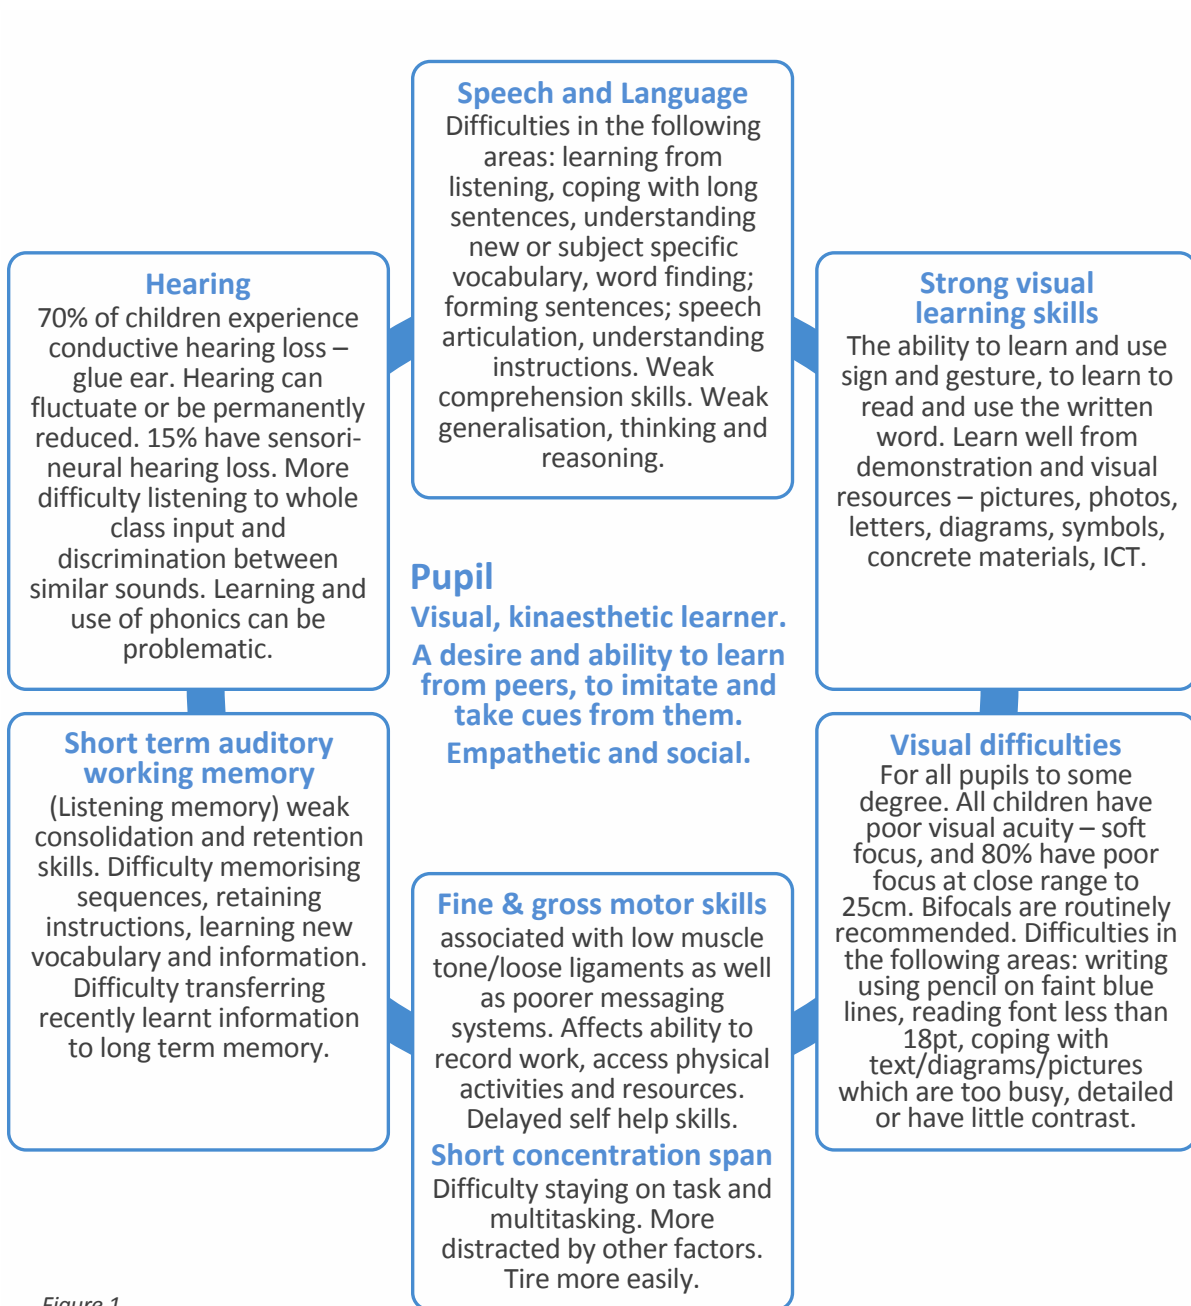 Speech and Language
Difficulties in the following
areas: learning from
listening, coping with long
sentences, understanding
new or subject specific
vocabulary, word finding;
forming sentences; speech
articulation, understanding
instructions. Weak
comprehension skills. Weak
generalisation, thinking and
reasoning.
Hearing
70% of children experience
conductive hearing loss –
glue ear. Hearing can
fluctuate or be permanently
reduced. 15% have sensori-
neural hearing loss. More
difficulty listening to whole
class input and
discrimination between
similar sounds. Learning and
use of phonics can be
problematic.
Strong visual
learning skills
The ability to learn and use
sign and gesture, to learn to
read and use the written
word. Learn well from
demonstration and visual
resources – pictures, photos,
letters, diagrams, symbols,
concrete materials, ICT.
Pupil
Visual, kinaesthetic learner.
A desire and ability to learn
from peers, to imitate and
take cues from them.
Empathetic and social.
Short term auditory
working memory
(Listening memory) weak
consolidation and retention
skills. Difficulty memorising
sequences, retaining
instructions, learning new
vocabulary and information.
Difficulty transferring
recently learnt information
to long term memory.
Visual difficulties
For all pupils to some
degree. All children have
poor visual acuity – soft
focus, and 80% have poor
focus at close range to
25cm. Bifocals are routinely
recommended. Difficulties in
the following areas: writing
using pencil on faint blue
lines, reading font less than
18pt, coping with
text/diagrams/pictures
which are too busy, detailed
or have little contrast.
Fine & gross motor skills
associated with low muscle
tone/loose ligaments as well
as poorer messaging
systems. Affects ability to
record work, access physical
activities and resources.
Delayed self help skills.
Short concentration span
Difficulty staying on task and
multitasking. More
distracted by other factors.
Tire more easily.
Figure 1